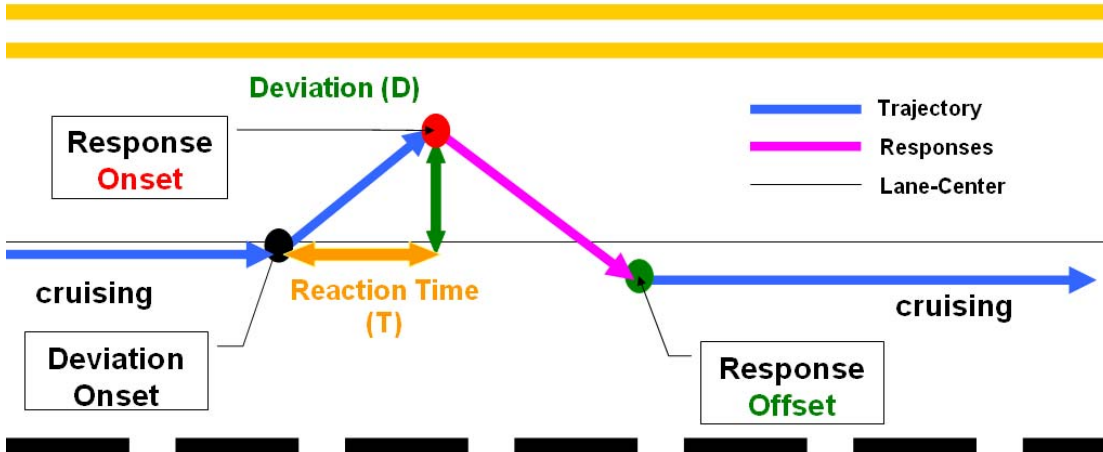 Deviation (D)
Response
Onset
Trajectory
Responses
Lane-Center
cruising
Reaction Time
(T)
cruising
Deviation
Onset
Response
Offset